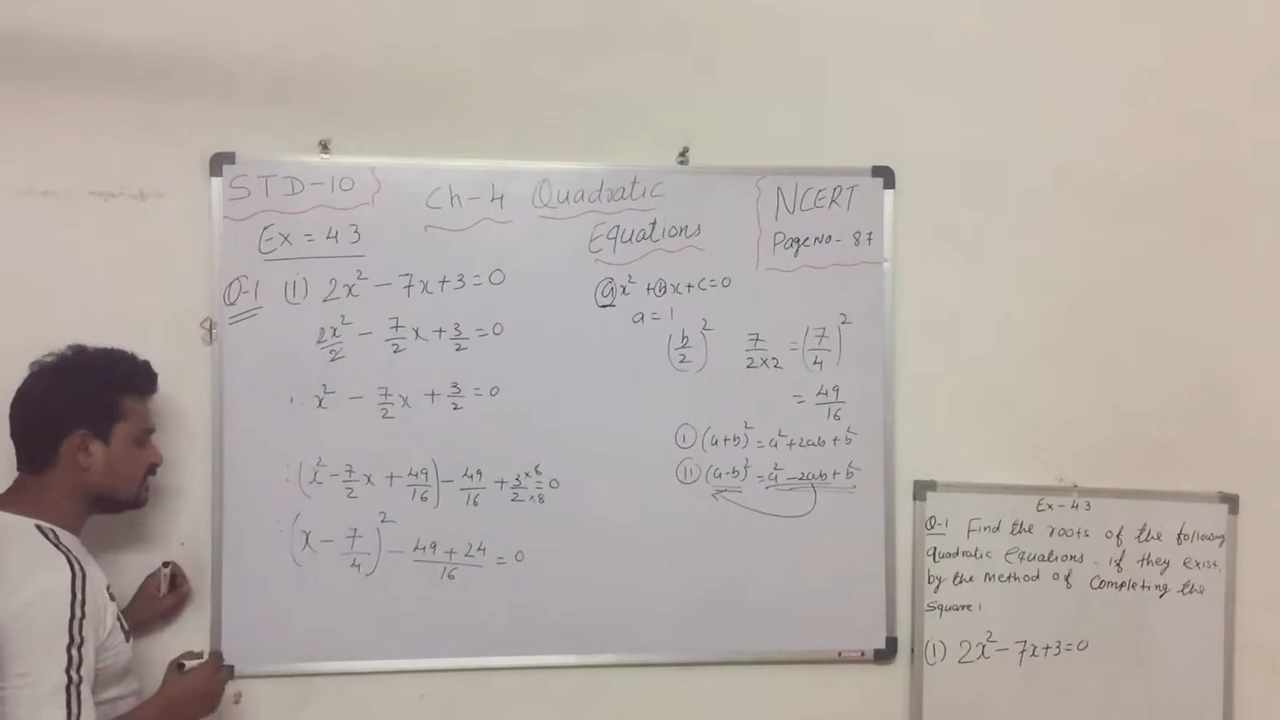 STD-10
Ch-4 Quadratic Equations
NCERT
Page No- 87
Ex = 4 3
Q-1 (i) 2x² - 7x + 3 = 0
2x²/2 - 7/2 x + 3/2 = 0
∴ x² - 7/2 x + 3/2 = 0
∴ (x² - 7/2 x + 49/16) - 49/16 + 3×8/2×8 = 0
∴ (x - 7/4)² - 49 + 24/16 = 0
ax² + bx + c = 0
a = 1
(b/2)² 7/2×2 = (7/4)²
= 49/16
(i) (a+b)² = a² + 2ab + b²
(ii) (a-b)² = a² - 2ab + b²
Ex-4 3
Q-1 Find the roots of the following
quadratic equations, if they exist,
by the method of completing the
square.
(i) 2x² - 7x + 3 = 0